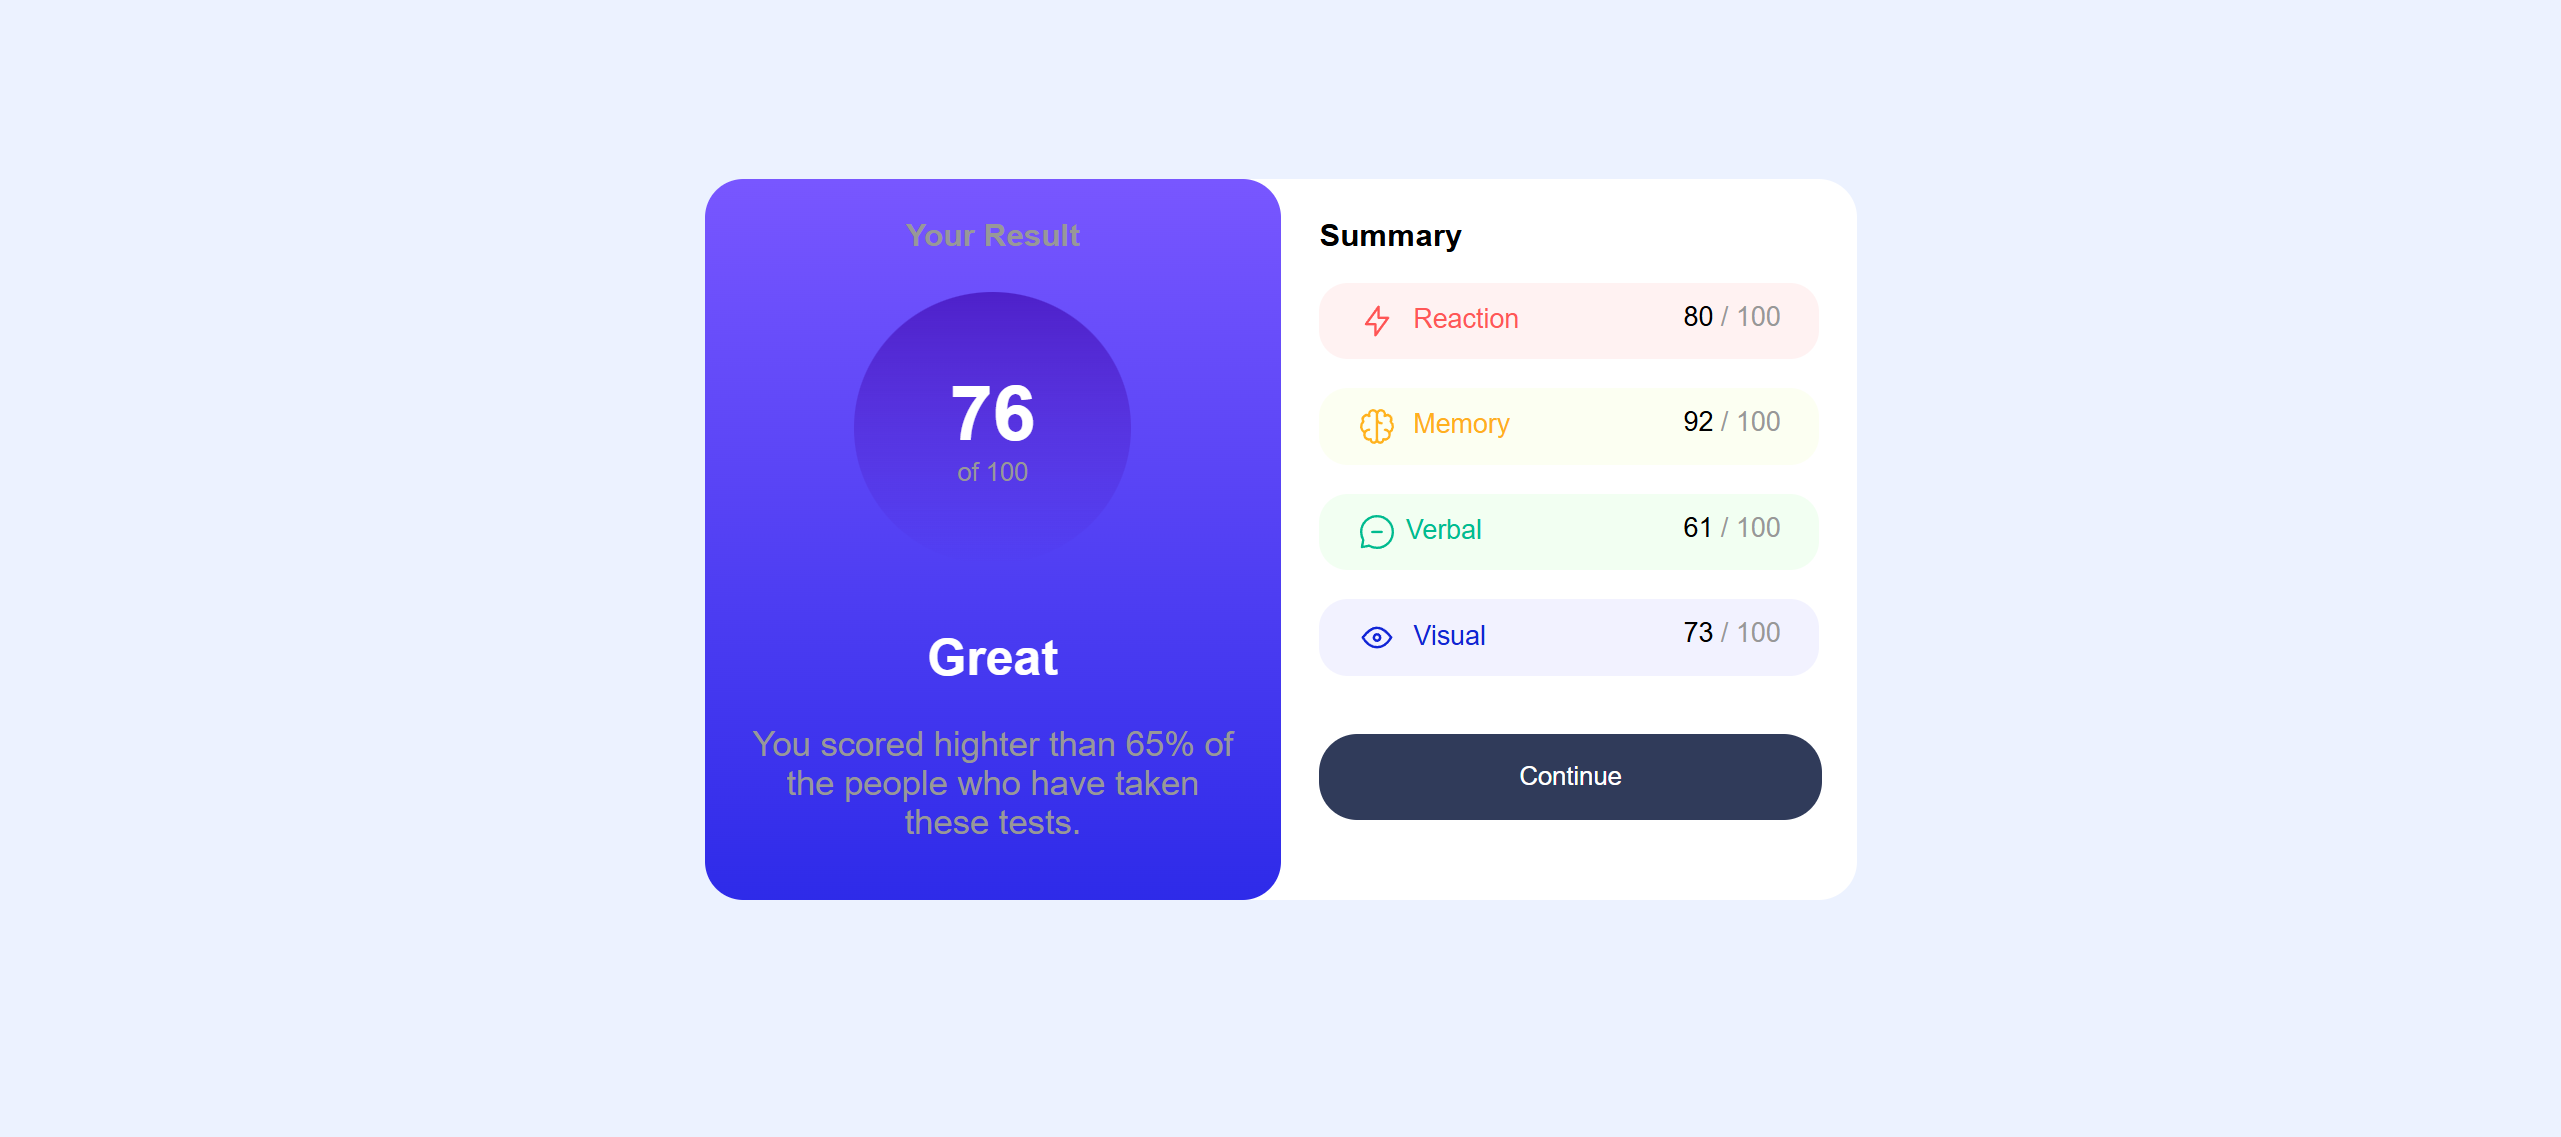 Your Result
76
of 100
Great
You scored highter than 65% of
the people who have taken
these tests.
Summary
Reaction 80 / 100
Memory 92 / 100
Verbal 61 / 100
Visual 73 / 100
Continue